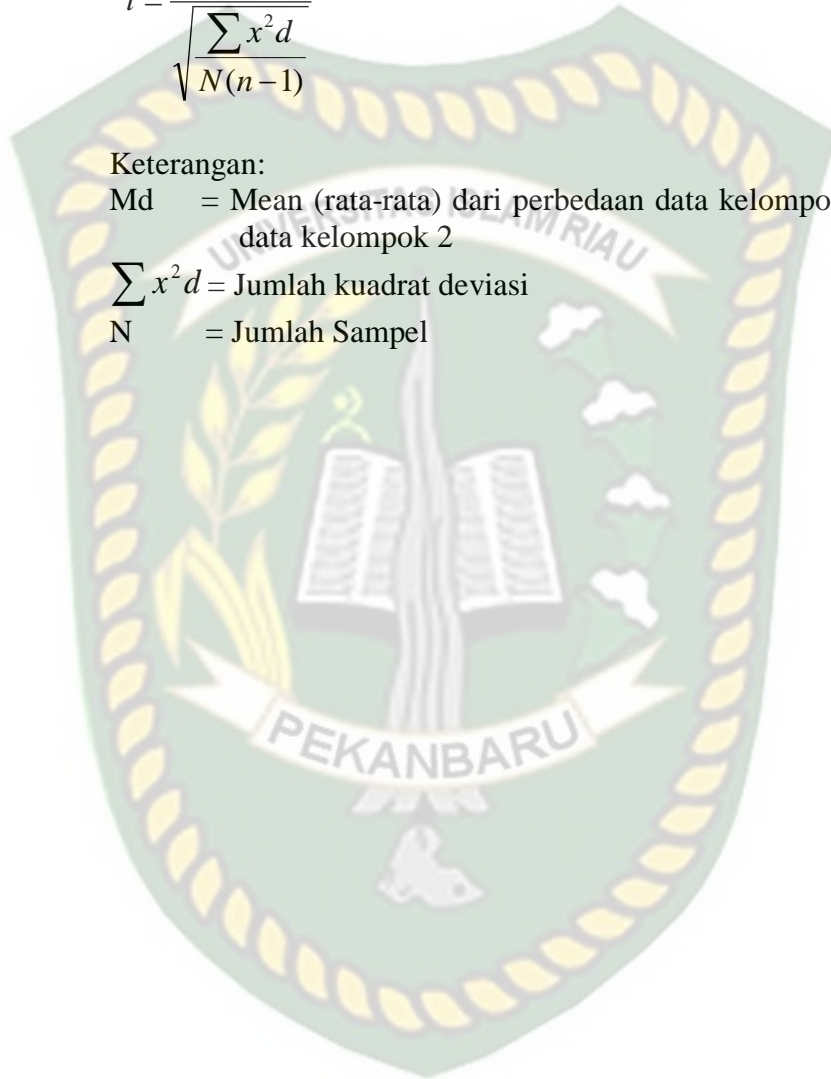 t =
√ ∑ x²d / N(n−1)
Keterangan:
Md = Mean (rata-rata) dari perbedaan data kelompo
data kelompok 2
∑ x²d = Jumlah kuadrat deviasi
N = Jumlah Sampel
UNIVERSITAS ISLAM RIAU
PEKANBARU